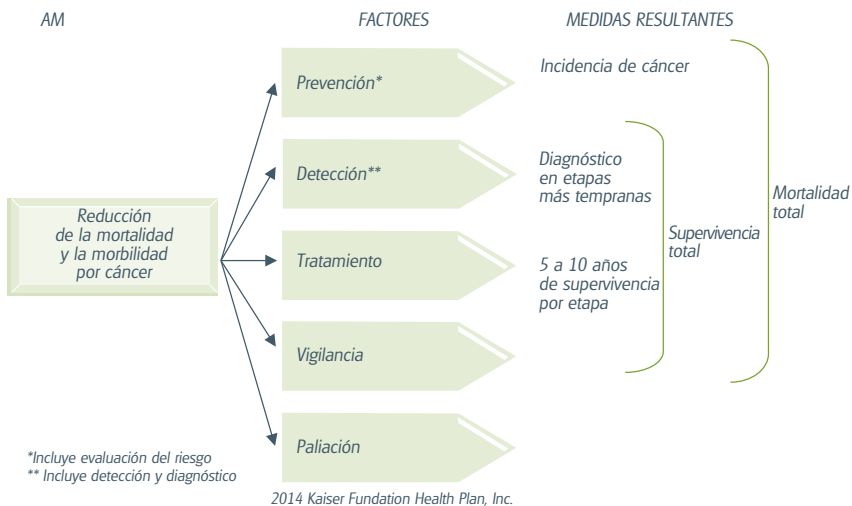 AM
FACTORES
MEDIDAS RESULTANTES
Reducción
de la mortalidad
y la morbilidad
por cáncer
Prevención*
Detección**
Tratamiento
Vigilancia
Paliación
Incidencia de cáncer
Diagnóstico
en etapas
más tempranas
5 a 10 años
de supervivencia
por etapa
Supervivencia
total
Mortalidad
total
*Incluye evaluación del riesgo
** Incluye detección y diagnóstico
2014 Kaiser Fundation Health Plan, Inc.